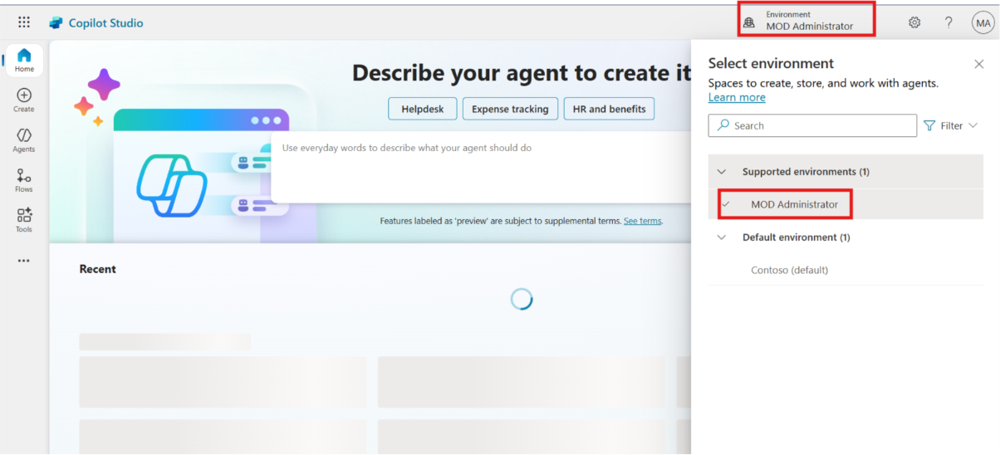 Copilot Studio
Environment
MOD Administrator
MA
Home
Create
Agents
Flows
Tools
Describe your agent to create it
Helpdesk
Expense tracking
HR and benefits
Use everyday words to describe what your agent should do
Features labeled as 'preview' are subject to supplemental terms. See terms.
Recent
Select environment
Spaces to create, store, and work with agents.
Learn more
Search
Filter
Supported environments (1)
MOD Administrator
Default environment (1)
Contoso (default)